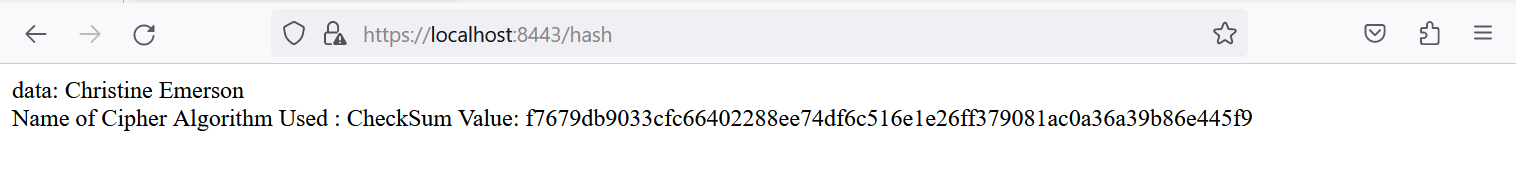 https://localhost:8443/hash
data: Christine Emerson
Name of Cipher Algorithm Used : CheckSum Value: f7679db9033cfc66402288ee74df6c516e1e26ff379081ac0a36a39b86e445f9